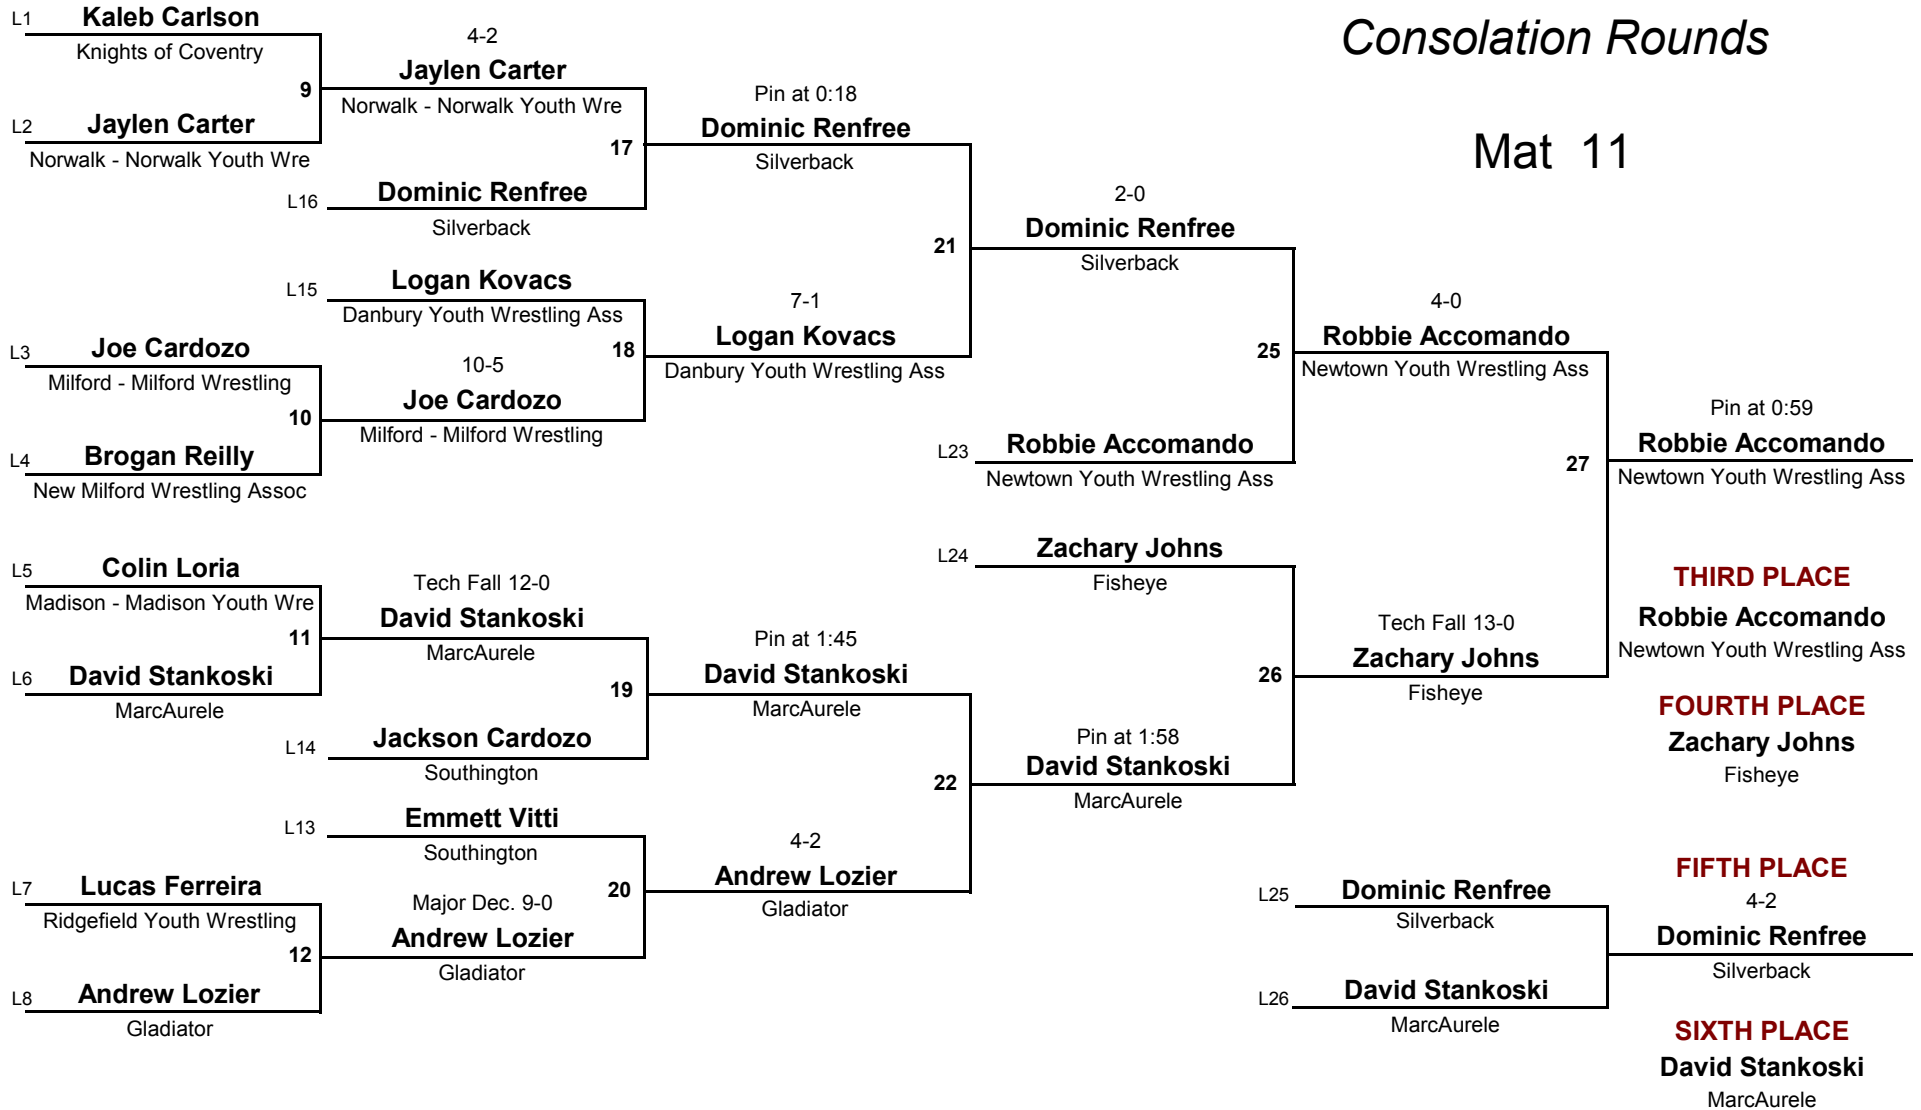 Consolation Rounds
Mat 11
L1 Kaleb Carlson
Knights of Coventry
9
L2 Jaylen Carter
Norwalk - Norwalk Youth Wre
4-2
Jaylen Carter
Norwalk - Norwalk Youth Wre
17
L16 Dominic Renfree
Silverback
Pin at 0:18
Dominic Renfree
Silverback
21
L15 Logan Kovacs
Danbury Youth Wrestling Ass
18
L3 Joe Cardozo
Milford - Milford Wrestling
10
L4 Brogan Reilly
New Milford Wrestling Assoc
10-5
Joe Cardozo
Milford - Milford Wrestling
7-1
Logan Kovacs
Danbury Youth Wrestling Ass
2-0
Dominic Renfree
Silverback
25
L23 Robbie Accomando
Newtown Youth Wrestling Ass
4-0
Robbie Accomando
Newtown Youth Wrestling Ass
27
Pin at 0:59
Robbie Accomando
Newtown Youth Wrestling Ass
L5 Colin Loria
Madison - Madison Youth Wre
11
L6 David Stankoski
MarcAurele
Tech Fall 12-0
David Stankoski
MarcAurele
19
L14 Jackson Cardozo
Southington
Pin at 1:45
David Stankoski
MarcAurele
22
L13 Emmett Vitti
Southington
20
L7 Lucas Ferreira
Ridgefield Youth Wrestling
12
L8 Andrew Lozier
Gladiator
Major Dec. 9-0
Andrew Lozier
Gladiator
4-2
Andrew Lozier
Gladiator
L24 Zachary Johns
Fisheye
26
Pin at 1:58
David Stankoski
MarcAurele
Tech Fall 13-0
Zachary Johns
Fisheye
THIRD PLACE
Robbie Accomando
Newtown Youth Wrestling Ass
FOURTH PLACE
Zachary Johns
Fisheye
L25 Dominic Renfree
Silverback
L26 David Stankoski
MarcAurele
FIFTH PLACE
4-2
Dominic Renfree
Silverback
SIXTH PLACE
David Stankoski
MarcAurele